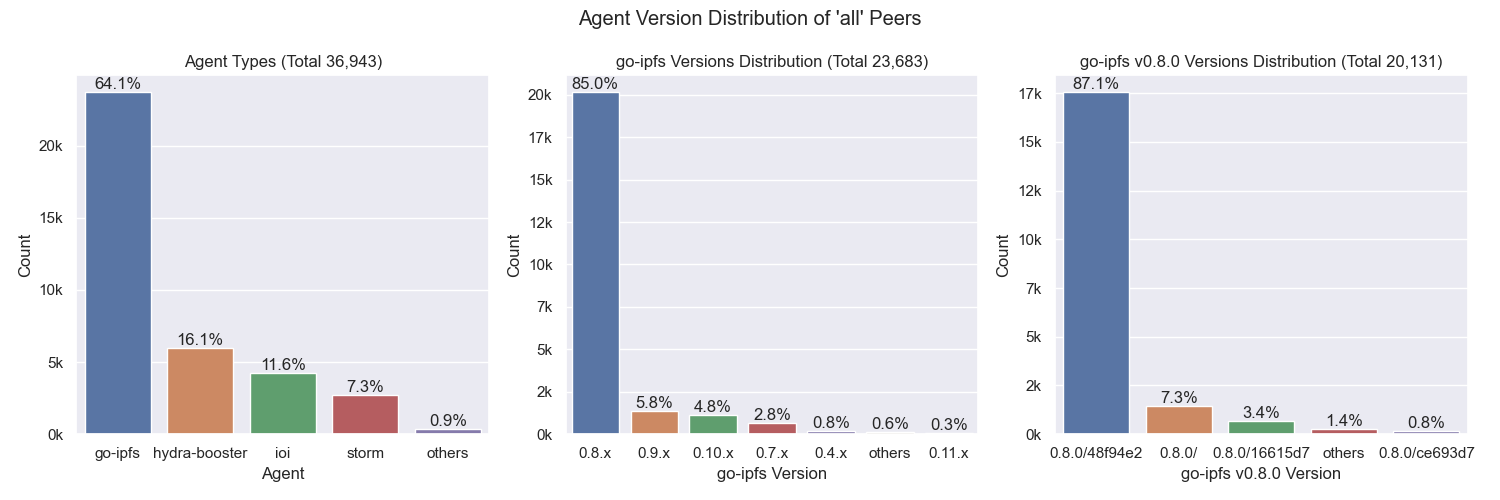 Agent Version Distribution of 'all' Peers
Agent Types (Total 36,943)
64.1%
16.1%
11.6%
7.3%
0.9%
20k
15k
10k
5k
0k
Count
go-ipfs hydra-booster ioi storm others
Agent
go-ipfs Versions Distribution (Total 23,683)
85.0%
5.8%
4.8%
2.8%
0.8%
0.6%
0.3%
20k
17k
15k
12k
10k
7k
5k
2k
0k
Count
0.8.x 0.9.x 0.10.x 0.7.x 0.4.x others 0.11.x
go-ipfs Version
go-ipfs v0.8.0 Versions Distribution (Total 20,131)
87.1%
7.3%
3.4%
1.4%
0.8%
17k
15k
12k
10k
7k
5k
2k
0k
Count
0.8.0/48f94e2 0.8.0/ 0.8.0/16615d7 others 0.8.0/ce693d7
go-ipfs v0.8.0 Version